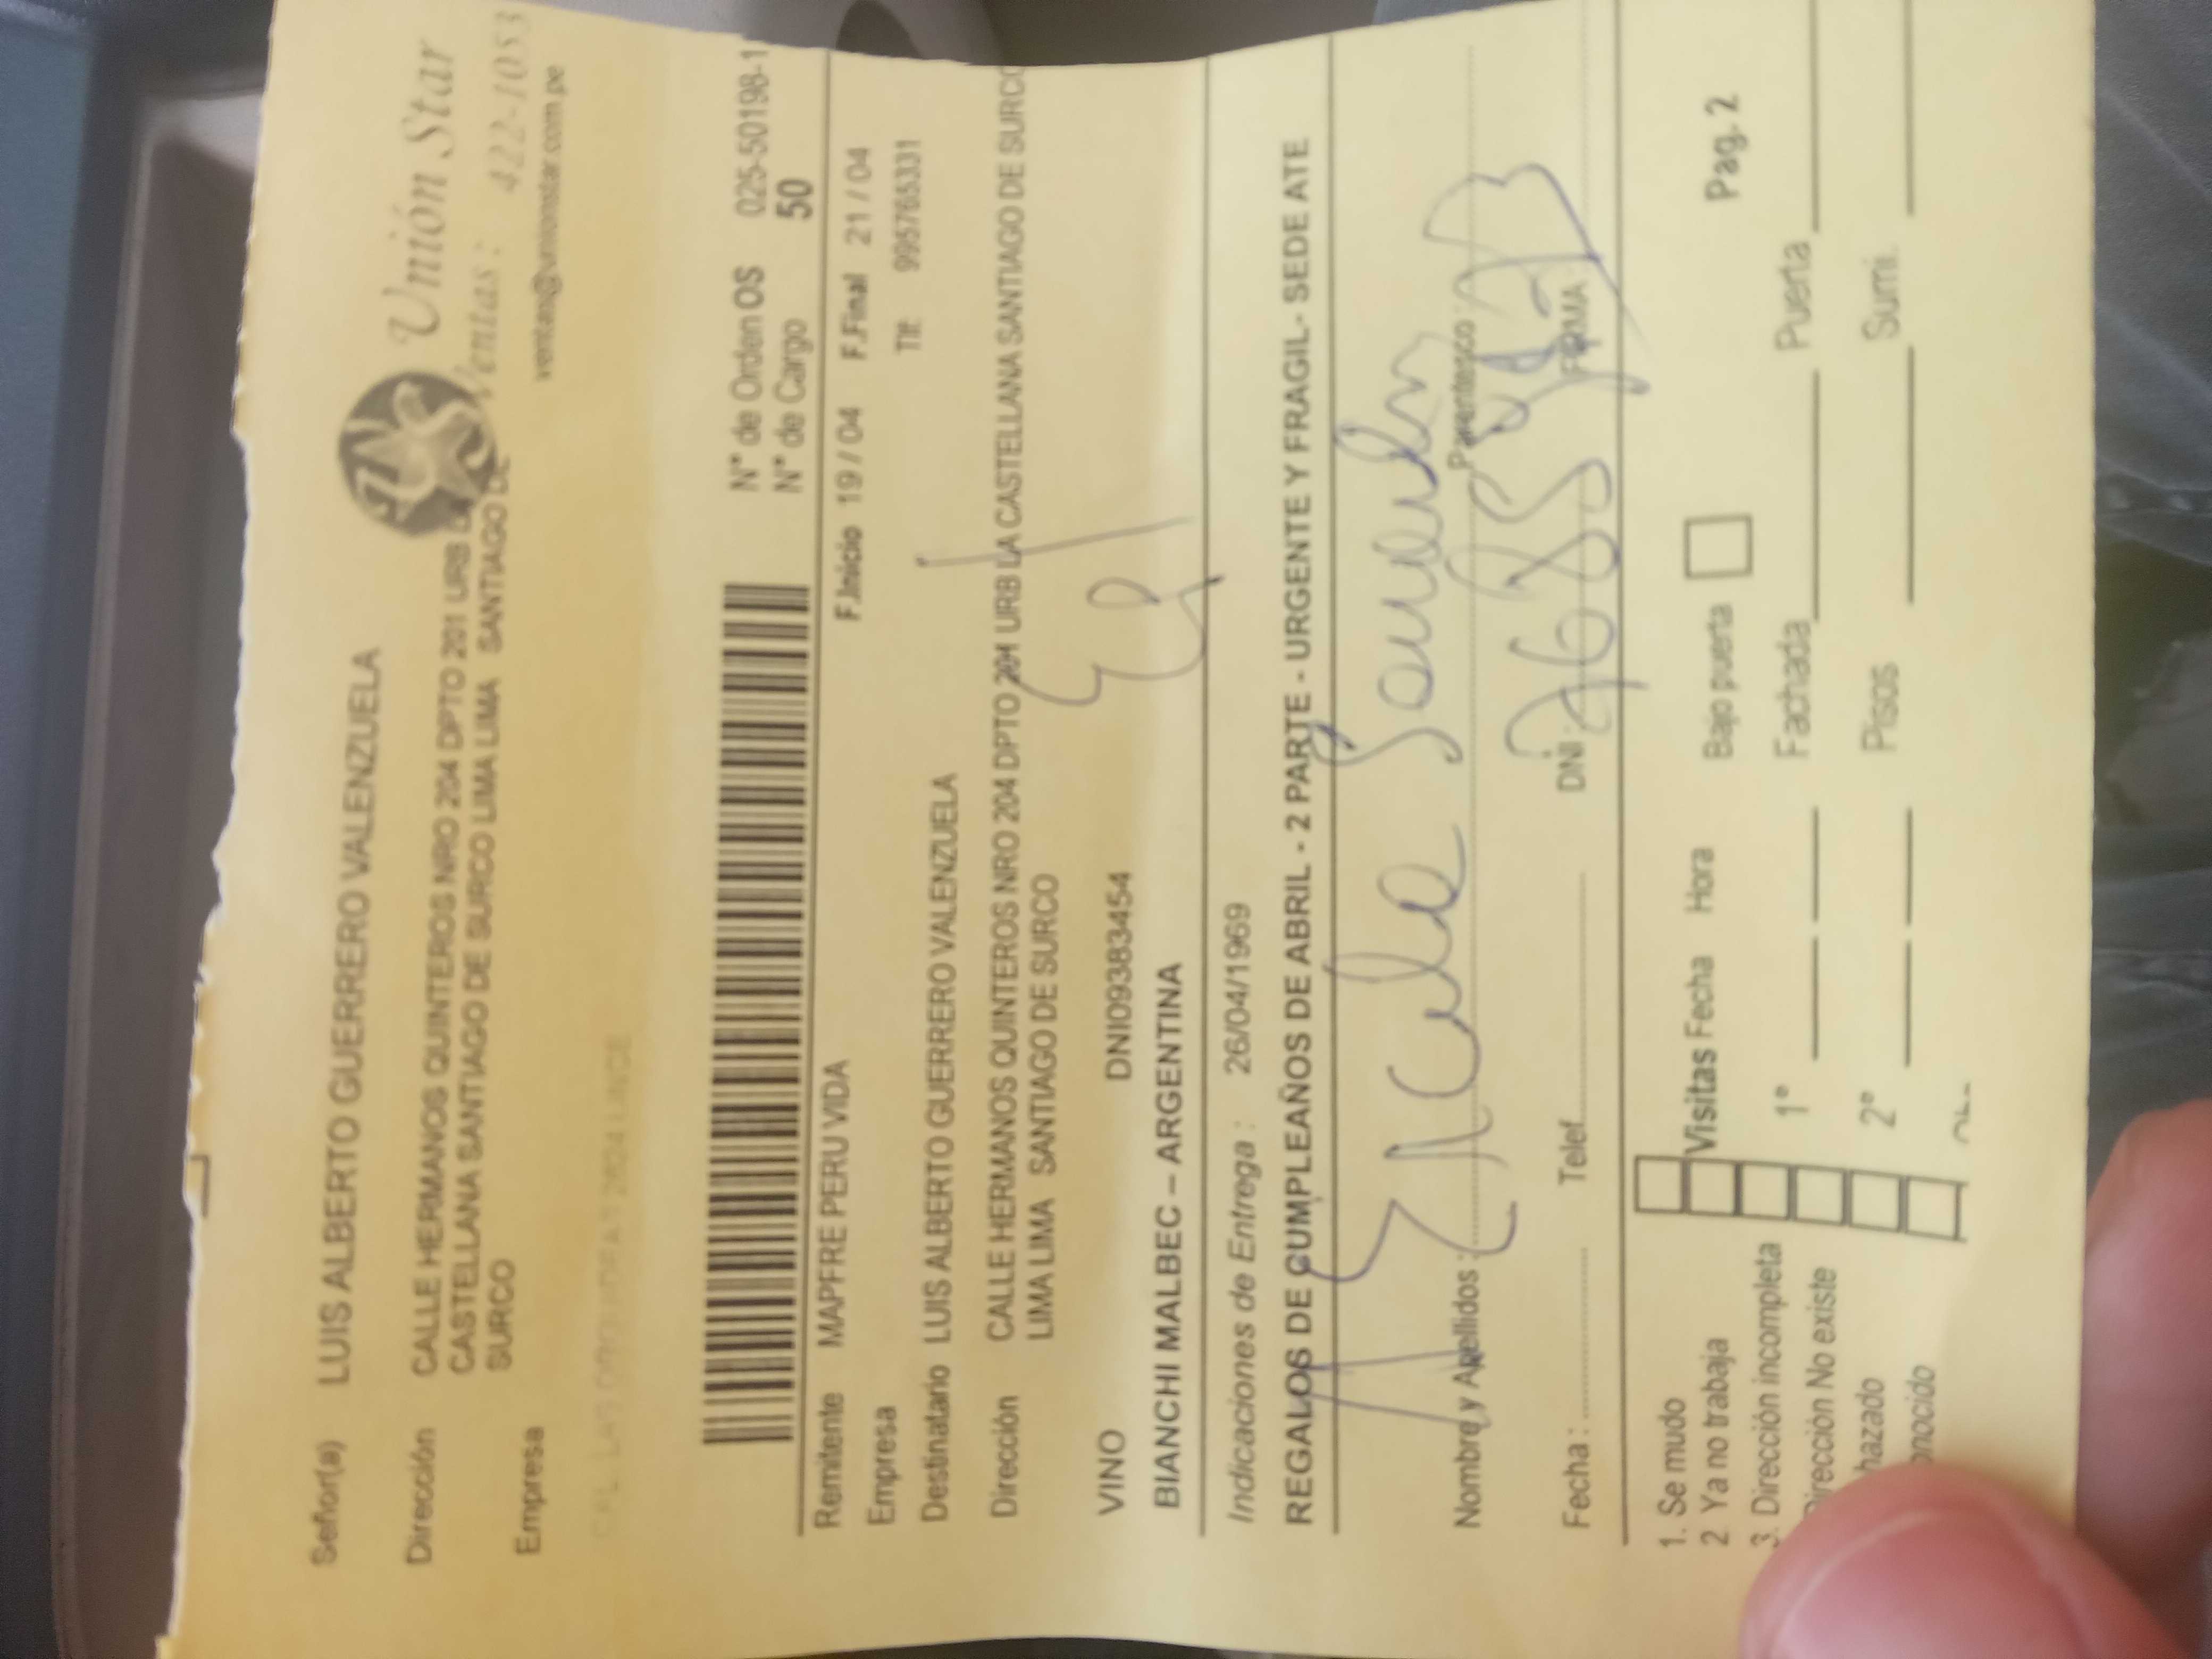 Señor(a) LUIS ALBERTO GUERRERO VALENZUELA
Unión Star
Ventas : 422-1053
ventas@unionstar.com.pe
Dirección CALLE HERMANOS QUINTEROS NRO 204 DPTO 201 URB
CASTELLANA SANTIAGO DE SURCO LIMA LIMA SANTIAGO DE
SURCO
Empresa
N° de Orden OS 025-50198-1
N° de Cargo 50
Remitente MAPFRE PERU VIDA
F.Inicio 19 / 04 F.Final 21 / 04
Empresa
Tlf: 995765331
Destinatario LUIS ALBERTO GUERRERO VALENZUELA
Dirección CALLE HERMANOS QUINTEROS NRO 204 DPTO 201 URB LA CASTELLANA SANTIAGO DE SURCO
LIMA LIMA SANTIAGO DE SURCO
VINO DNI09383454
BIANCHI MALBEC – ARGENTINA
Indicaciones de Entrega : 26/04/1969
REGALOS DE CUMPLEAÑOS DE ABRIL - 2 PARTE - URGENTE Y FRAGIL- SEDE ATE
Nombre y Apellidos : Parentesco
Fecha : Telef. DNI : FIRMA
1. Se mudo
2 Ya no trabaja
3. Dirección incompleta
Dirección No existe
hazado
onocido
Visitas Fecha Hora Bajo puerta Pag. 2
1° Fachada Puerta
2° Pisos Sumi.